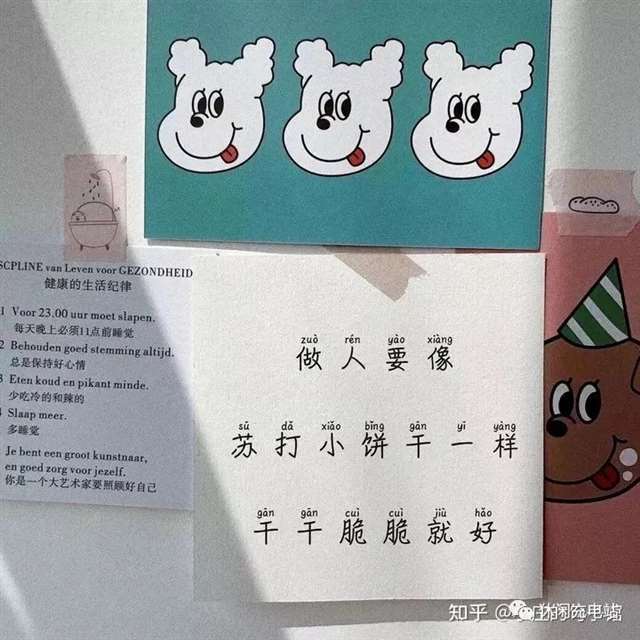 SCPLINE van Leven voor GEZONDHEID
健康的生活纪律
1 Voor 23.00 uur moet slapen.
每天晚上必须11点前睡觉
2 Behouden goed stemming altijd.
总是保持好心情
3 Eten koud en pikant minde.
少吃冷的和辣的
4 Slaap meer.
多睡觉
Je bent een groot kunstnaar,
en goed zorg voor jezelf.
你是一个大艺术家要照顾好自己
zuò rén yào xiàng
做人要像
sū dǎ xiǎo bǐng gān yī yàng
苏打小饼干一样
gān gān cuì cuì jiù hǎo
干干脆脆就好
知乎 @
休闲充电站